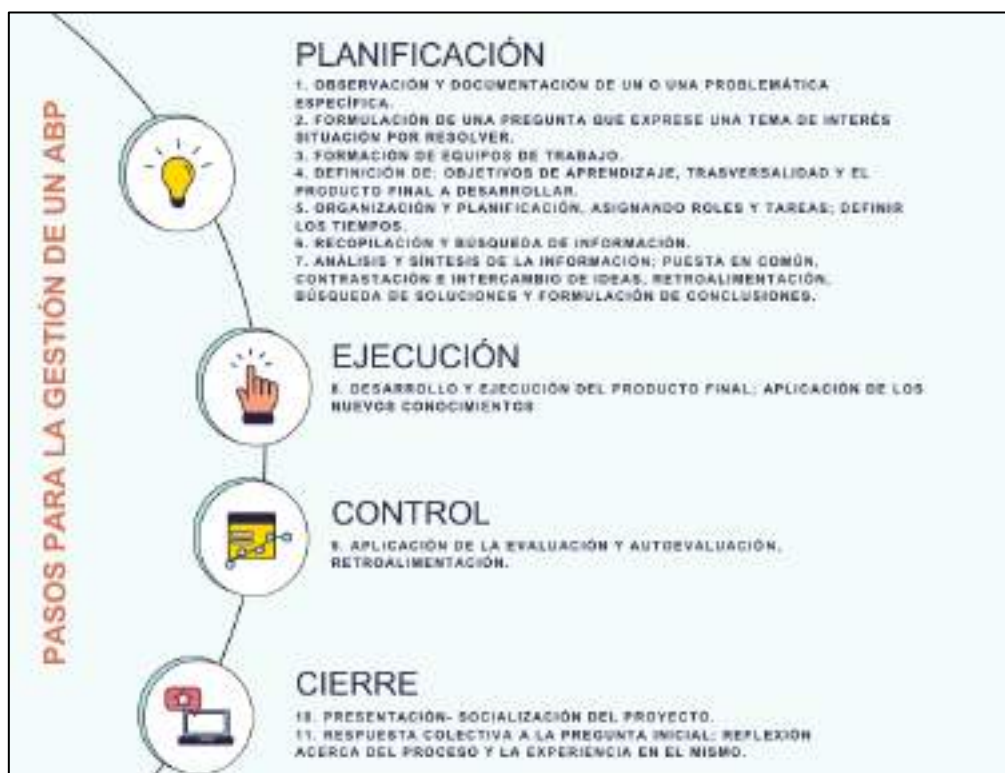 PASOS PARA LA GESTIÓN DE UN ABP
PLANIFICACIÓN
1. OBSERVACIÓN Y DOCUMENTACIÓN DE UN O UNA PROBLEMÁTICA
ESPECÍFICA.
2. FORMULACIÓN DE UNA PREGUNTA QUE EXPRESE UNA TEMA DE INTERÉS
SITUACIÓN POR RESOLVER.
3. FORMACIÓN DE EQUIPOS DE TRABAJO.
4. DEFINICIÓN DE: OBJETIVOS DE APRENDIZAJE, TRASVERSALIDAD Y EL
PRODUCTO FINAL A DESARROLLAR.
5. ORGANIZACIÓN Y PLANIFICACIÓN, ASIGNANDO ROLES Y TAREAS; DEFINIR
LOS TIEMPOS.
6. RECOPILACIÓN Y BÚSQUEDA DE INFORMACIÓN.
7. ANÁLISIS Y SÍNTESIS DE LA INFORMACIÓN; PUESTA EN COMÚN,
CONTRASTACIÓN E INTERCAMBIO DE IDEAS, RETROALIMENTACIÓN,
BÚSQUEDA DE SOLUCIONES Y FORMULACIÓN DE CONCLUSIONES.
EJECUCIÓN
8. DESARROLLO Y EJECUCIÓN DEL PRODUCTO FINAL; APLICACIÓN DE LOS
NUEVOS CONOCIMIENTOS
CONTROL
9. APLICACIÓN DE LA EVALUACIÓN Y AUTOEVALUACIÓN,
RETROALIMENTACIÓN.
CIERRE
10. PRESENTACIÓN- SOCIALIZACIÓN DEL PROYECTO.
11. RESPUESTA COLECTIVA A LA PREGUNTA INICIAL; REFLEXIÓN
ACERCA DEL PROCESO Y LA EXPERIENCIA EN EL MISMO.